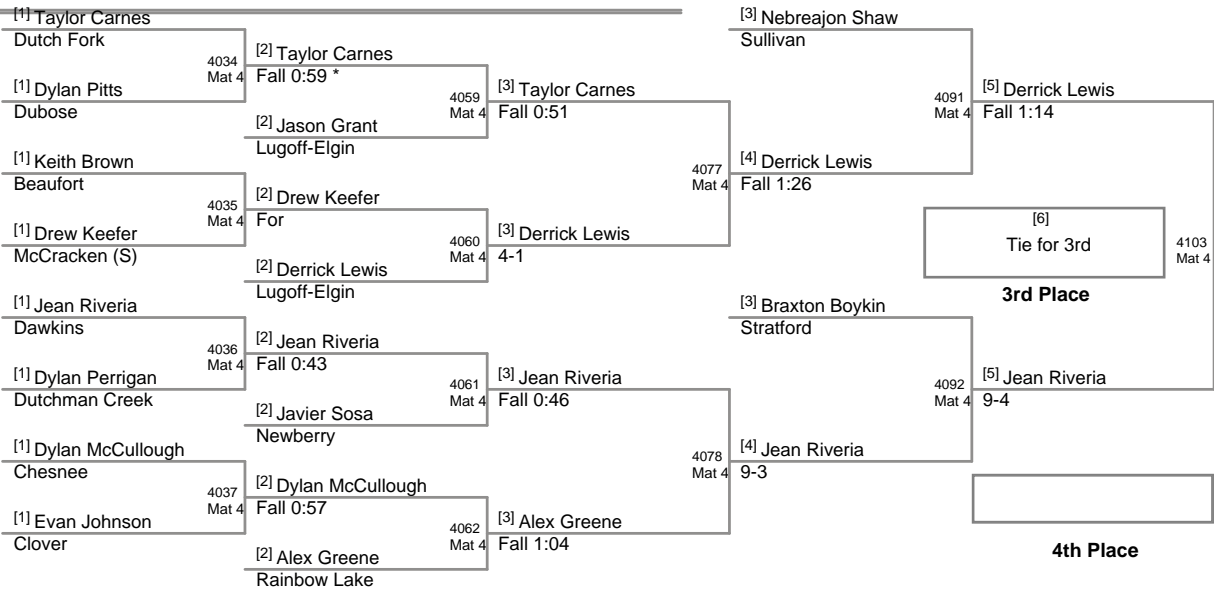 [1] Taylor Carnes
Dutch Fork
4034
Mat 4
[1] Dylan Pitts
Dubose
[1] Keith Brown
Beaufort
4035
Mat 4
[1] Drew Keefer
McCracken (S)
[1] Jean Riveria
Dawkins
4036
Mat 4
[1] Dylan Perrigan
Dutchman Creek
[1] Dylan McCullough
Chesnee
4037
Mat 4
[1] Evan Johnson
Clover
[2] Taylor Carnes
Fall 0:59 *
4059
Mat 4
[2] Jason Grant
Lugoff-Elgin
[2] Drew Keefer
For
4060
Mat 4
[2] Derrick Lewis
Lugoff-Elgin
[2] Jean Riveria
Fall 0:43
4061
Mat 4
[2] Javier Sosa
Newberry
[2] Dylan McCullough
Fall 0:57
4062
Mat 4
[2] Alex Greene
Rainbow Lake
[3] Taylor Carnes
Fall 0:51
4077
Mat 4
[3] Derrick Lewis
4-1
[3] Jean Riveria
Fall 0:46
4078
Mat 4
[3] Alex Greene
Fall 1:04
[3] Nebreajon Shaw
Sullivan
4091
Mat 4
[4] Derrick Lewis
Fall 1:26
[3] Braxton Boykin
Stratford
4092
Mat 4
[4] Jean Riveria
9-3
[5] Derrick Lewis
Fall 1:14
[6]
Tie for 3rd
3rd Place
4103
Mat 4
[5] Jean Riveria
9-4
4th Place